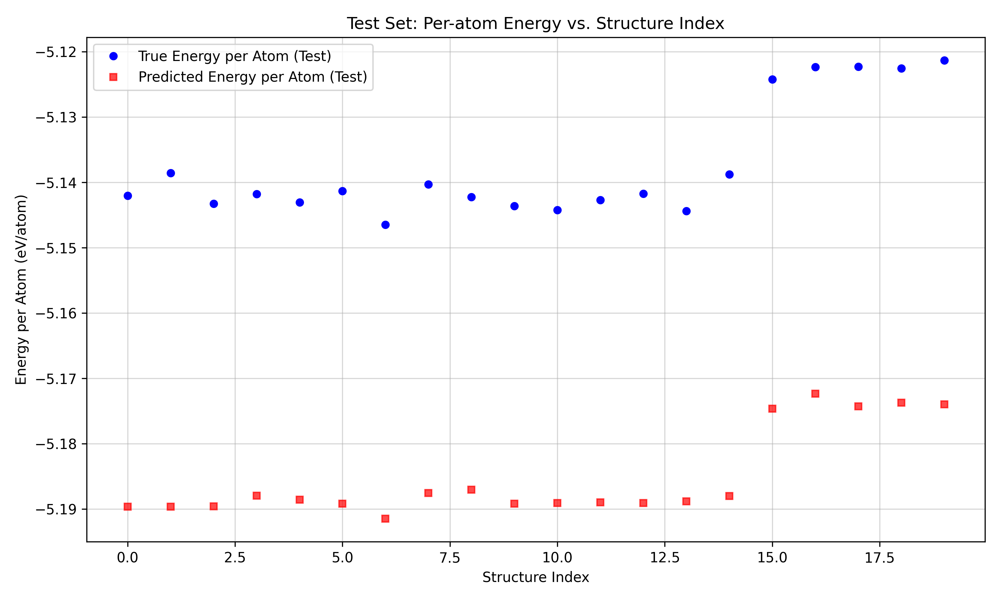 Test Set: Per-atom Energy vs. Structure Index
True Energy per Atom (Test)
Predicted Energy per Atom (Test)
Energy per Atom (eV/atom)
−5.12
−5.13
−5.14
−5.15
−5.16
−5.17
−5.18
−5.19
0.0 2.5 5.0 7.5 10.0 12.5 15.0 17.5
Structure Index